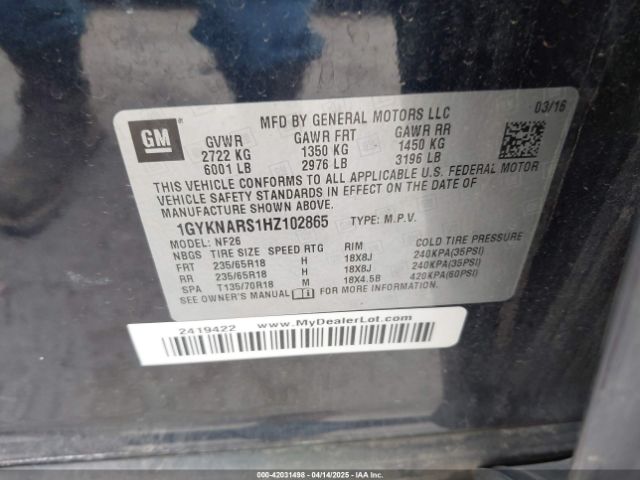 MFD BY GENERAL MOTORS LLC
03/16
GM
GVWR GAWR FRT GAWR RR
2722 KG 1350 KG 1450 KG
6001 LB 2976 LB 3196 LB
THIS VEHICLE CONFORMS TO ALL APPLICABLE U.S. FEDERAL MOTOR
VEHICLE SAFETY STANDARDS IN EFFECT ON THE DATE OF
MANUFACTURE SHOWN ABOVE.
1GYKNARS1HZ102865 TYPE: M.P.V.
MODEL: NF26
NBGS TIRE SIZE SPEED RTG RIM COLD TIRE PRESSURE
FRT 235/65R18 H 18X8J 240KPA(35PSI)
RR 235/65R18 H 18X8J 240KPA(35PSI)
SPA T135/70R18 M 18X4.5B 420KPA(60PSI)
SEE OWNER'S MANUAL FOR MORE INFORMATION.
2419422 www.MyDealerLot.com
000-42031498 - 04/14/2025 - IAAI.com